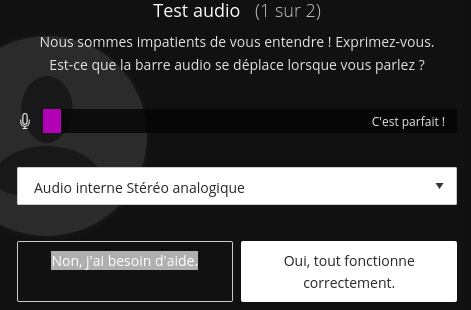 Test audio (1 sur 2)
Nous sommes impatients de vous entendre ! Exprimez-vous.
Est-ce que la barre audio se déplace lorsque vous parlez ?
C'est parfait !
Audio interne Stéréo analogique
Non, j'ai besoin d'aide.
Oui, tout fonctionne
correctement.